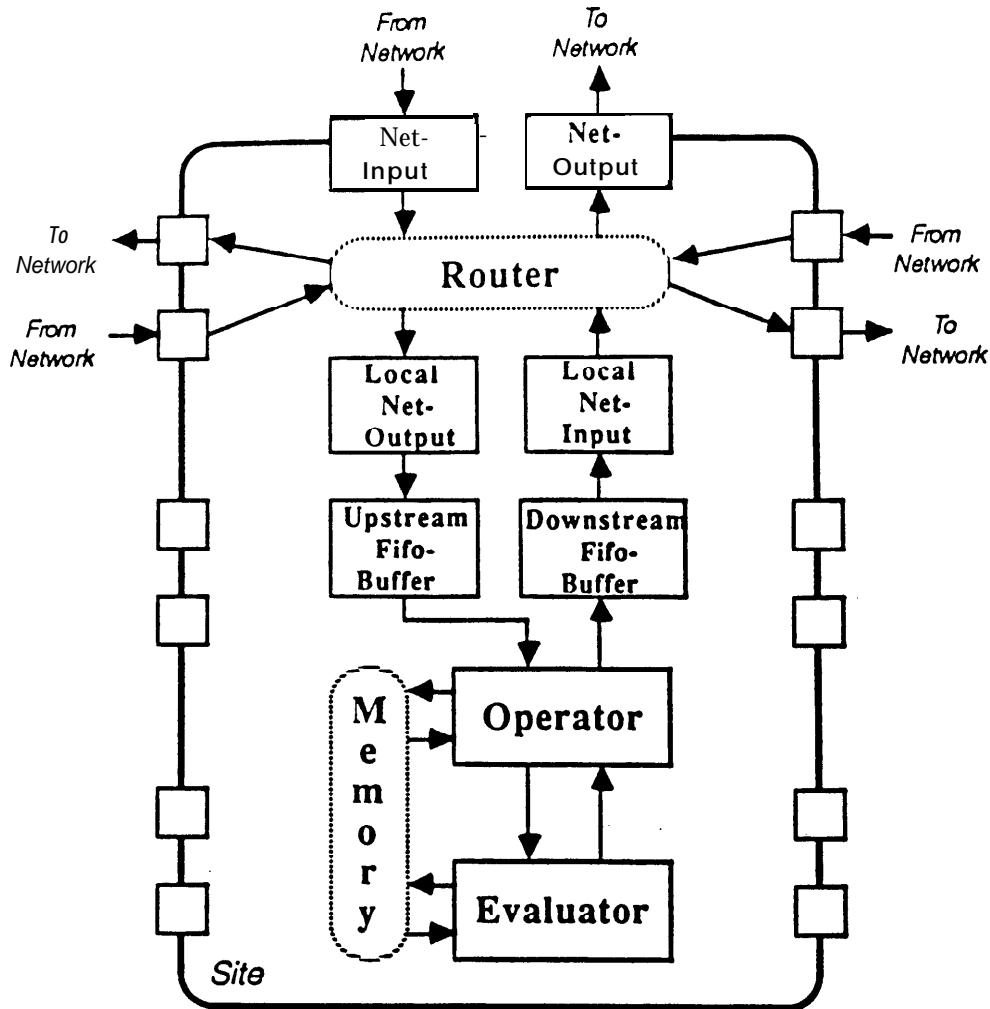 From
Network
To
Network
Net-
Input
Net-
Output
To
Network
From
Network
Router
From
Network
To
Network
Local
Net-
Output
Local
Net-
Input
Upstream
Fifo-
Buffer
Downstream
Fifo-
Buffer
Memory
Operator
Evaluator
Site